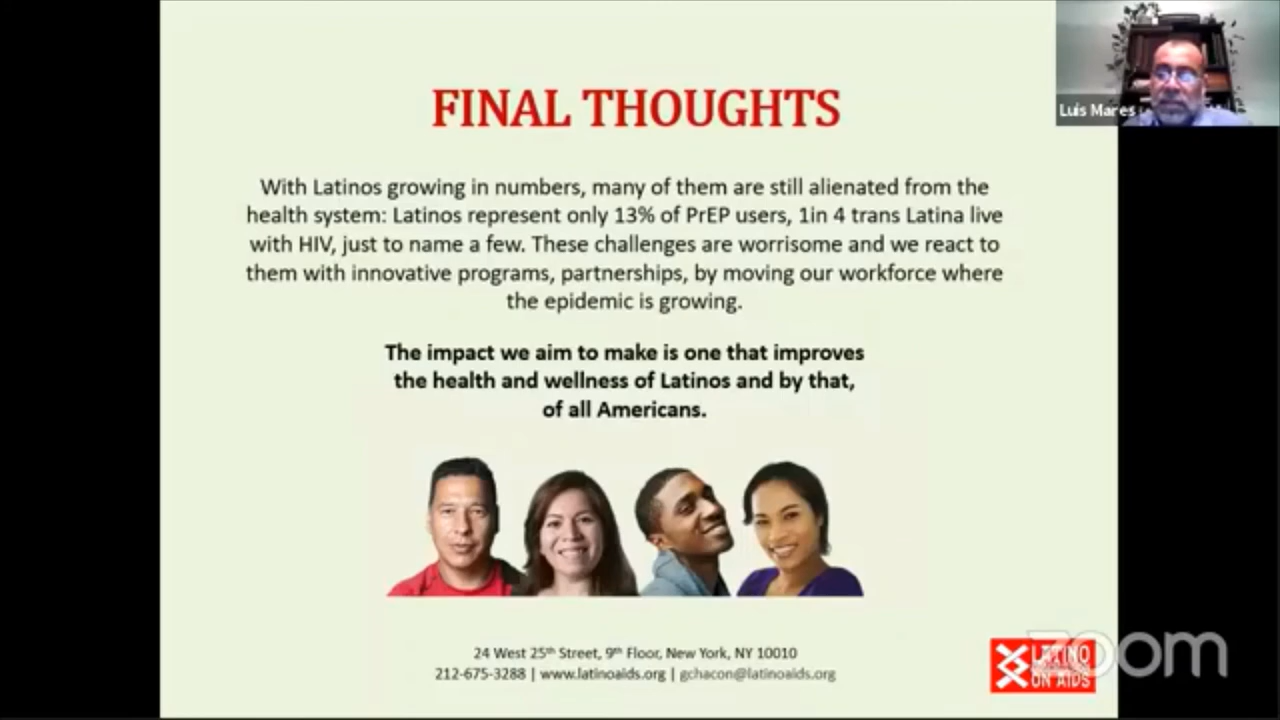 FINAL THOUGHTS
Luis Mares
With Latinos growing in numbers, many of them are still alienated from the
health system: Latinos represent only 13% of PrEP users, 1in 4 trans Latina live
with HIV, just to name a few. These challenges are worrisome and we react to
them with innovative programs, partnerships, by moving our workforce where
the epidemic is growing.
The impact we aim to make is one that improves
the health and wellness of Latinos and by that,
of all Americans.
24 West 25th Street, 9th Floor, New York, NY 10010
212-675-3288 | www.latinoaids.org | gchacon@latinoaids.org
LATINO
ON AIDS
zoom